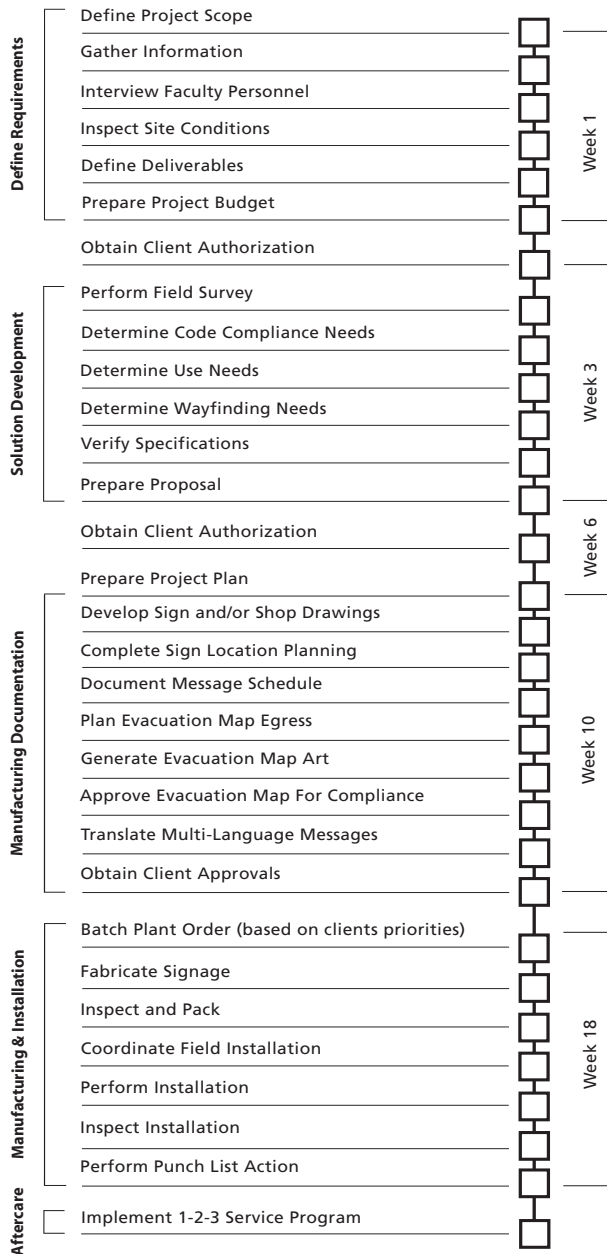 Define Requirements
Define Project Scope
Gather Information
Interview Faculty Personnel
Inspect Site Conditions
Define Deliverables
Prepare Project Budget
Week 1
Obtain Client Authorization
Solution Development
Perform Field Survey
Determine Code Compliance Needs
Determine Use Needs
Determine Wayfinding Needs
Verify Specifications
Prepare Proposal
Week 3
Obtain Client Authorization
Prepare Project Plan
Week 6
Manufacturing Documentation
Develop Sign and/or Shop Drawings
Complete Sign Location Planning
Document Message Schedule
Plan Evacuation Map Egress
Generate Evacuation Map Art
Approve Evacuation Map For Compliance
Translate Multi-Language Messages
Obtain Client Approvals
Week 10
Manufacturing & Installation
Batch Plant Order (based on clients priorities)
Fabricate Signage
Inspect and Pack
Coordinate Field Installation
Perform Installation
Inspect Installation
Perform Punch List Action
Week 18
Aftercare
Implement 1-2-3 Service Program